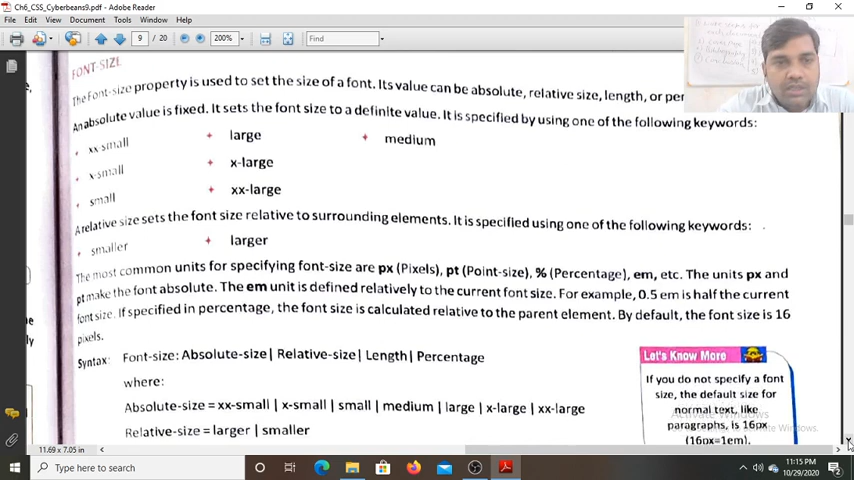 Ch6_CSS_Cyberbeans9.pdf - Adobe Reader
File Edit View Document Tools Window Help
9 / 20 200% Find
FONT-SIZE
The font-size property is used to set the size of a font. Its value can be absolute, relative size, length, or per
An absolute value is fixed. It sets the font size to a definite value. It is specified by using one of the following keywords:
xx-small + large + medium
x-small + x-large
small + xx-large
A relative size sets the font size relative to surrounding elements. It is specified using one of the following keywords:
smaller + larger
The most common units for specifying font-size are px (Pixels), pt (Point-size), % (Percentage), em, etc. The units px and
pt make the font absolute. The em unit is defined relatively to the current font size. For example, 0.5 em is half the current
font size. If specified in percentage, the font size is calculated relative to the parent element. By default, the font size is 16
pixels.
Syntax: Font-size: Absolute-size | Relative-size | Length | Percentage
where:
Absolute-size = xx-small | x-small | small | medium | large | x-large | xx-large
Relative-size = larger | smaller
Let's Know More
If you do not specify a font
size, the default size for
normal text, like
paragraphs, is 16px
(16px=1em).
Activate Windows
11.69 x 7.05 in
Type here to search
11:15 PM
10/29/2020
2